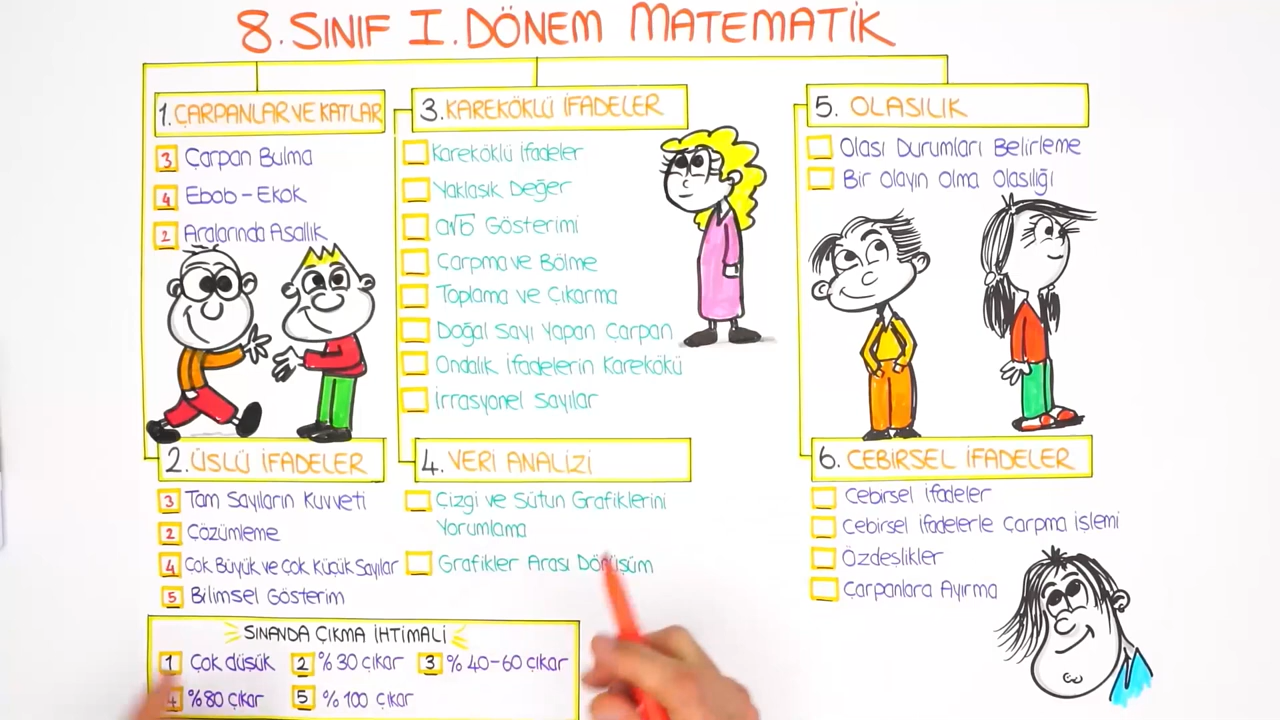 8. SINIF I. DÖNEM MATEMATİK
1. ÇARPANLAR VE KATLAR
3 Çarpan Bulma
4 Ebob - Ekok
2 Aralarında Asallık
2. ÜSLÜ İFADELER
3 Tam Sayıların Kuvveti
2 Çözümleme
4 Çok Büyük ve Çok Küçük Sayılar
5 Bilimsel Gösterim
3. KAREKÖKLÜ İFADELER
Kareköklü İfadeler
Yaklaşık Değer
a√b Gösterimi
Çarpma ve Bölme
Toplama ve Çıkarma
Doğal Sayı Yapan Çarpan
Ondalık İfadelerin Karekökü
İrrasyonel Sayılar
4. VERİ ANALİZİ
Çizgi ve Sütun Grafiklerini
Yorumlama
Grafikler Arası Dönüşüm
5. OLASILIK
Olası Durumları Belirleme
Bir Olayın Olma Olasılığı
6. CEBİRSEL İFADELER
Cebirsel İfadeler
Cebirsel İfadelerle Çarpma İşlemi
Özdeşlikler
Çarpanlara Ayırma
SINAVDA ÇIKMA İHTİMALİ
1 Çok düşük 2 %30 çıkar 3 %40-60 çıkar
4 %80 çıkar 5 %100 çıkar